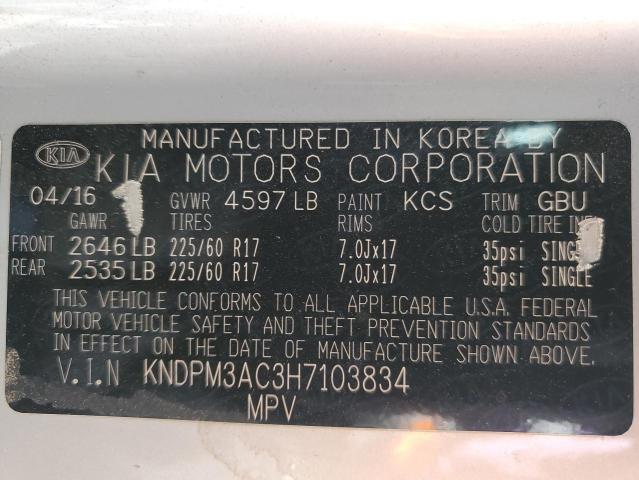 MANUFACTURED IN KOREA BY
KIA KIA MOTORS CORPORATION
04/16 GVWR 4597 LB PAINT KCS TRIM GBU
GAWR TIRES RIMS COLD TIRE
FRONT 2646 LB 225/60 R17 7.0Jx17 35psi
REAR 2535 LB 225/60 R17 7.0Jx17 35psi SINGLE
THIS VEHICLE CONFORMS TO ALL APPLICABLE U.S.A. FEDERAL
MOTOR VEHICLE SAFETY AND THEFT PREVENTION STANDARDS
IN EFFECT ON THE DATE OF MANUFACTURE SHOWN ABOVE.
V.I.N KNDPM3AC3H7103834
MPV